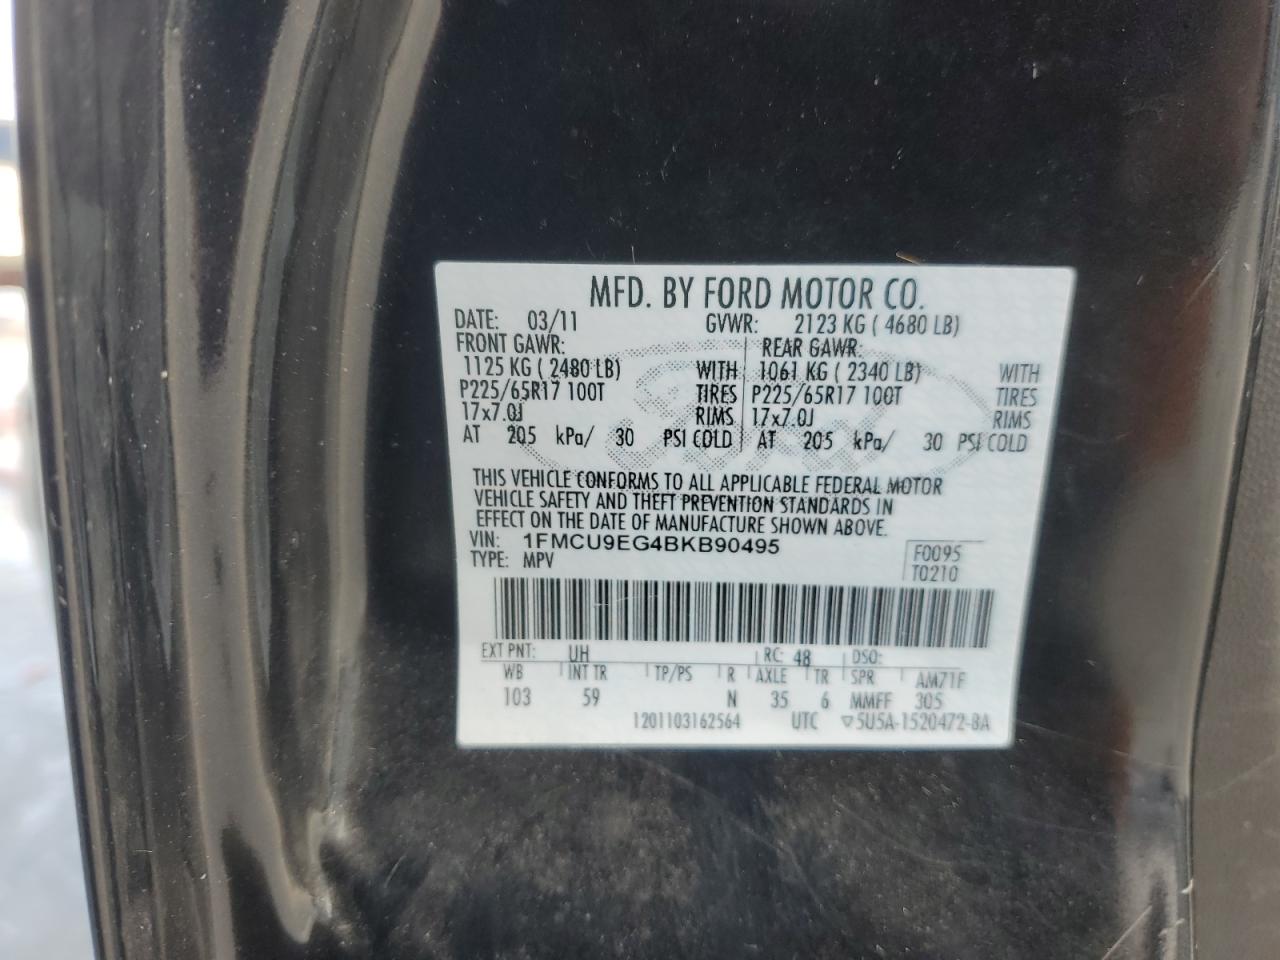 MFD. BY FORD MOTOR CO.
DATE: 03/11 GVWR: 2123 KG ( 4680 LB)
FRONT GAWR: REAR GAWR:
1125 KG ( 2480 LB) WITH 1061 KG ( 2340 LB) WITH
P225/65R17 100T TIRES P225/65R17 100T TIRES
17x7.0J RIMS 17x7.0J RIMS
AT 205 kPa/ 30 PSI COLD AT 205 kPa/ 30 PSI COLD
THIS VEHICLE CONFORMS TO ALL APPLICABLE FEDERAL MOTOR
VEHICLE SAFETY AND THEFT PREVENTION STANDARDS IN
EFFECT ON THE DATE OF MANUFACTURE SHOWN ABOVE.
VIN: 1FMCU9EG4BKB90495
TYPE: MPV
F0095
T0210
EXT PNT: UH RC: 48 DSO:
WB INT TR TP/PS R AXLE TR SPR AM71F
103 59 N 35 6 MMFF 305
1201103162564 UTC ▽5U5A-1520472-BA
Ford